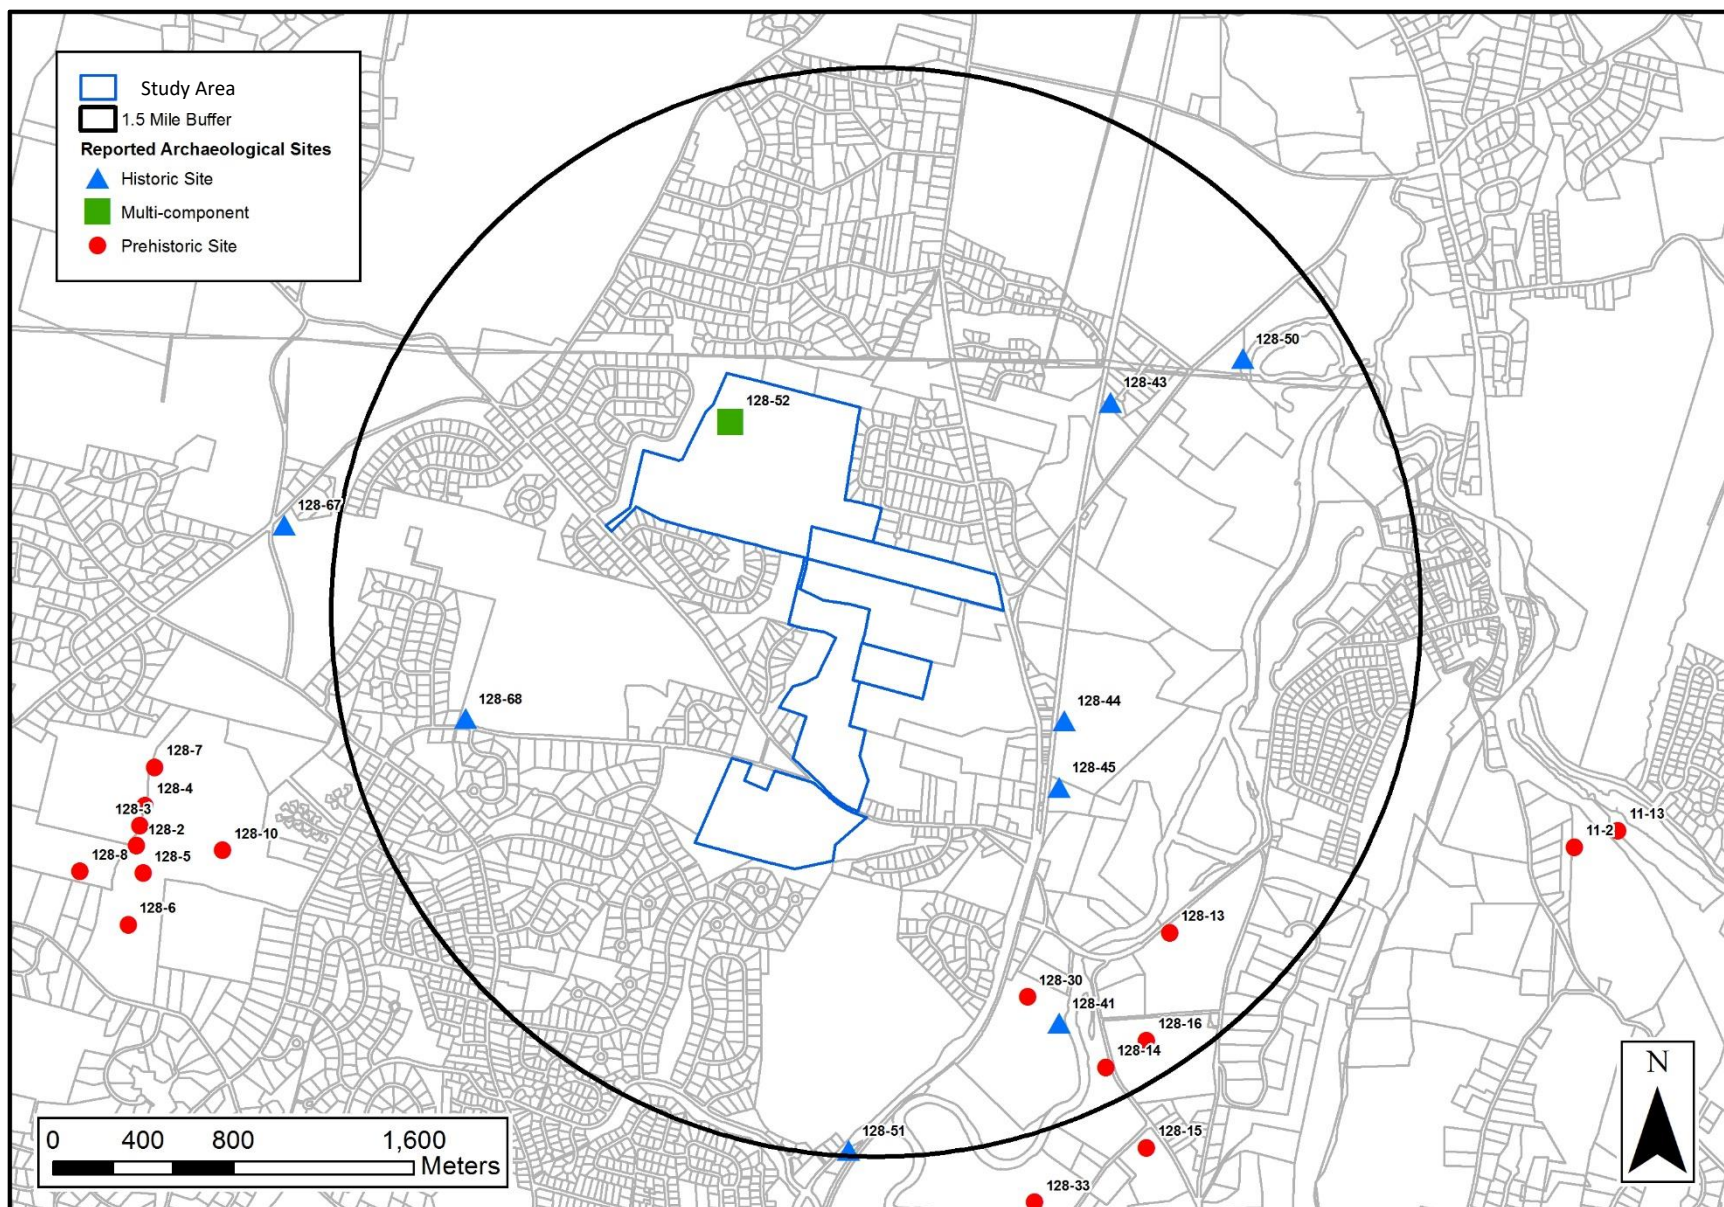 Study Area
1.5 Mile Buffer
Reported Archaeological Sites
Historic Site
Multi-component
Prehistoric Site
128-50
128-43
128-52
128-67
128-68
128-44
128-45
128-7
128-4
128-3
128-2
128-10
128-8
128-5
128-6
11-13
11-2
128-13
128-30
128-41
128-16
128-14
128-51
128-15
128-33
N
0 400 800 1,600
Meters